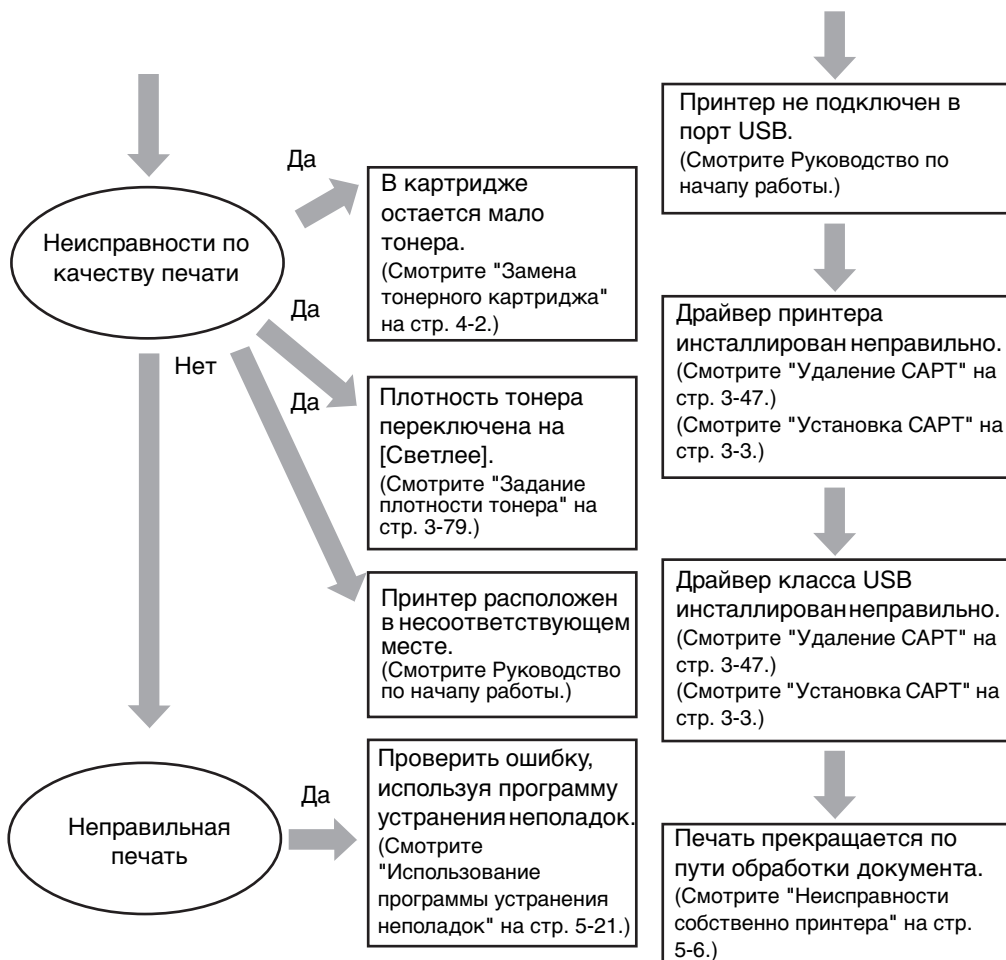 Неисправности по
качеству печати
Да
В картридже
остается мало
тонера.
(Смотрите "Замена
тонерного картриджа"
на стр. 4-2.)
Да
Нет
Да
Плотность тонера
переключена на
[Светлее].
(Смотрите "Задание
плотности тонера" на
стр. 3-79.)
Принтер расположен
в несоответствующем
месте.
(Смотрите Руководство
по начапу работы.)
Неправильная
печать
Да
Проверить ошибку,
используя программу
устранения неполадок.
(Смотрите
"Использование
программы устранения
неполадок" на стр. 5-21.)
Принтер не подключен в
порт USB.
(Смотрите Руководство по
начапу работы.)
Драйвер принтера
инсталлирован неправильно.
(Смотрите "Удаление CAPT" на
стр. 3-47.)
(Смотрите "Установка CAPT" на
стр. 3-3.)
Драйвер класса USB
инсталлирован неправильно.
(Смотрите "Удаление CAPT" на
стр. 3-47.)
(Смотрите "Установка CAPT" на
стр. 3-3.)
Печать прекращается по
пути обработки документа.
(Смотрите "Неисправности
собственно принтера" на стр.
5-6.)